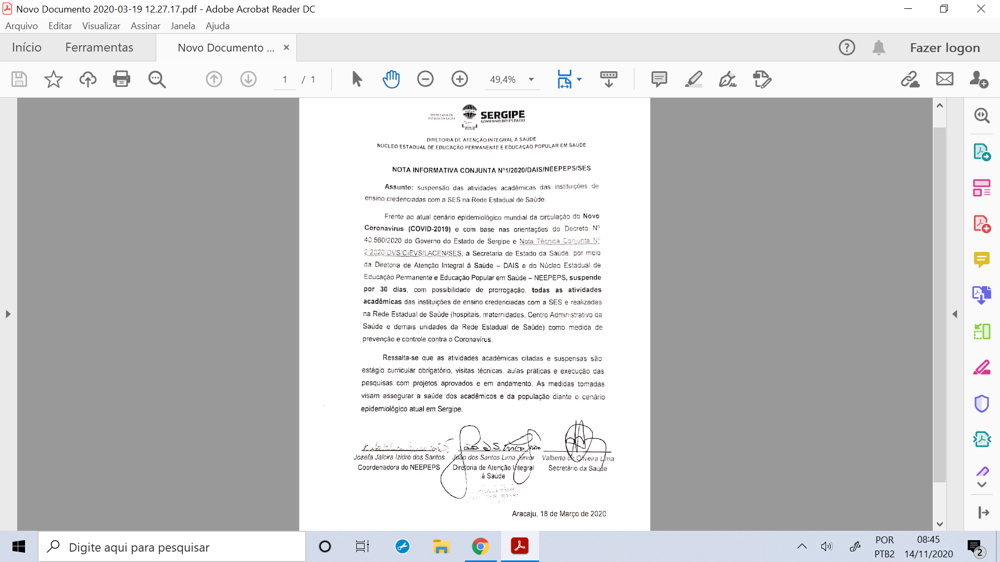 Novo Documento 2020-03-19 12.27.17.pdf - Adobe Acrobat Reader DC
Arquivo Editar Visualizar Assinar Janela Ajuda
Início Ferramentas Novo Documento ... Fazer logon
1 / 1 49,4%
SECRETARIA DE
ESTADO DA SAÚDE
SERGIPE
GOVERNO DO ESTADO
DIRETORIA DE ATENÇÃO INTEGRAL À SAÚDE
NÚCLEO ESTADUAL DE EDUCAÇÃO PERMANENTE E EDUCAÇÃO POPULAR EM SAÚDE
NOTA INFORMATIVA CONJUNTA Nº1/2020/DAIS/NEEPEPS/SES
Assunto: suspensão das atividades acadêmicas das instituições de
ensino credenciadas com a SES na Rede Estadual de Saúde.
Frente ao atual cenário epidemiológico mundial da circulação do Novo
Coronavírus (COVID-2019) e com base nas orientações do Decreto Nº
40.560/2020 do Governo do Estado de Sergipe e Nota Técnica Conjunta Nº
2/2020/DVS/CIEVS/LACEN/SES, a Secretaria de Estado da Saúde, por meio
da Diretoria de Atenção Integral à Saúde – DAIS e do Núcleo Estadual de
Educação Permanente e Educação Popular em Saúde – NEEPEPS, suspende
por 30 dias, com possibilidade de prorrogação, todas as atividades
acadêmicas das instituições de ensino credenciadas com a SES e realizadas
na Rede Estadual de Saúde (hospitais, maternidades, Centro Administrativo da
Saúde e demais unidades da Rede Estadual de Saúde) como medida de
prevenção e controle contra o Coronavírus.
Ressalta-se que as atividades acadêmicas citadas e suspensas são:
estágio curricular obrigatório, visitas técnicas, aulas práticas e execução das
pesquisas com projetos aprovados e em andamento. As medidas tomadas
visam assegurar a saúde dos acadêmicos e da população diante o cenário
epidemiológico atual em Sergipe.
Josefa Jalcira Izidro dos Santos João dos Santos Lima Júnior Valberto de Oliveira Lima
Coordenadora do NEEPEPS Diretoria de Atenção Integral Secretário da Saúde
à Saúde
Aracaju, 18 de Março de 2020.
Digite aqui para pesquisar
POR 08:45
PTB2 14/11/2020 2